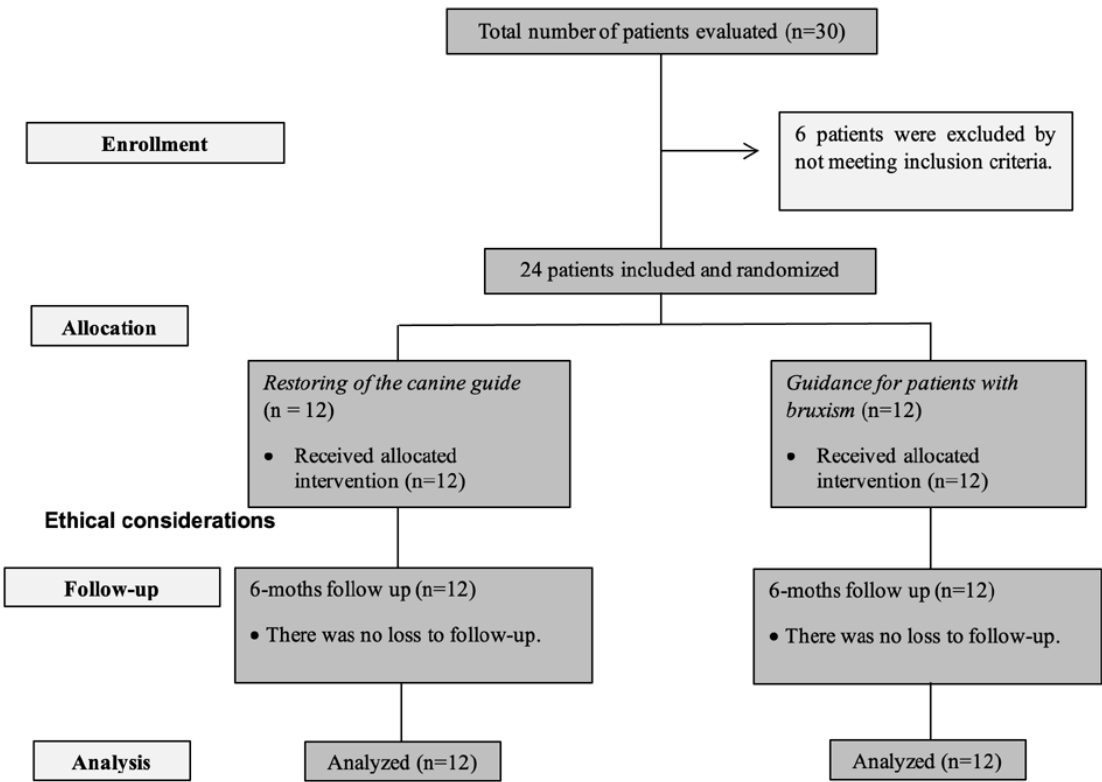 Total number of patients evaluated (n=30)
Enrollment
6 patients were excluded by
not meeting inclusion criteria.
24 patients included and randomized
Allocation
Restoring of the canine guide
(n = 12)
• Received allocated
intervention (n=12)
Guidance for patients with
bruxism (n=12)
• Received allocated
intervention (n=12)
Ethical considerations
Follow-up
6-moths follow up (n=12)
• There was no loss to follow-up.
6-moths follow up (n=12)
• There was no loss to follow-up.
Analysis
Analyzed (n=12)
Analyzed (n=12)